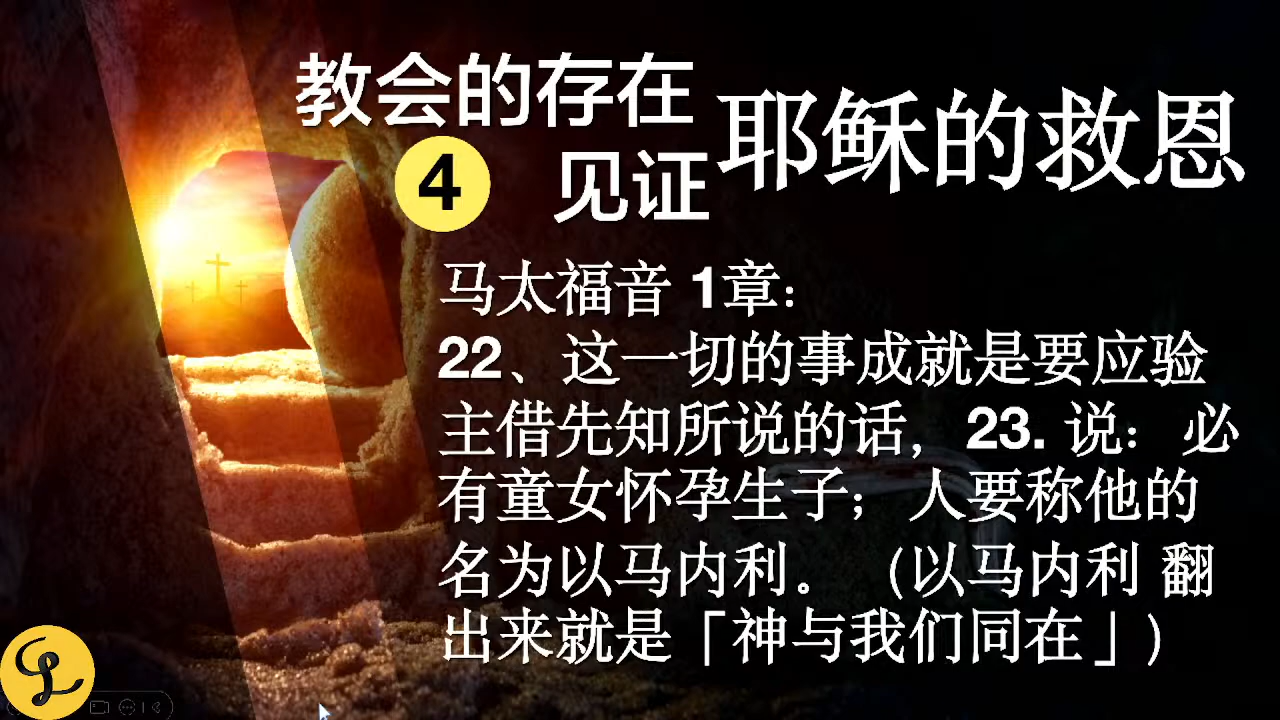 教会的存在
4 见证
耶稣的救恩
马太福音 1章：
22、这一切的事成就是要应验
主借先知所说的话，23. 说： 必
有童女怀孕生子；人要称他的
名为以马内利。（以马内利 翻
出来就是「神与我们同在」）